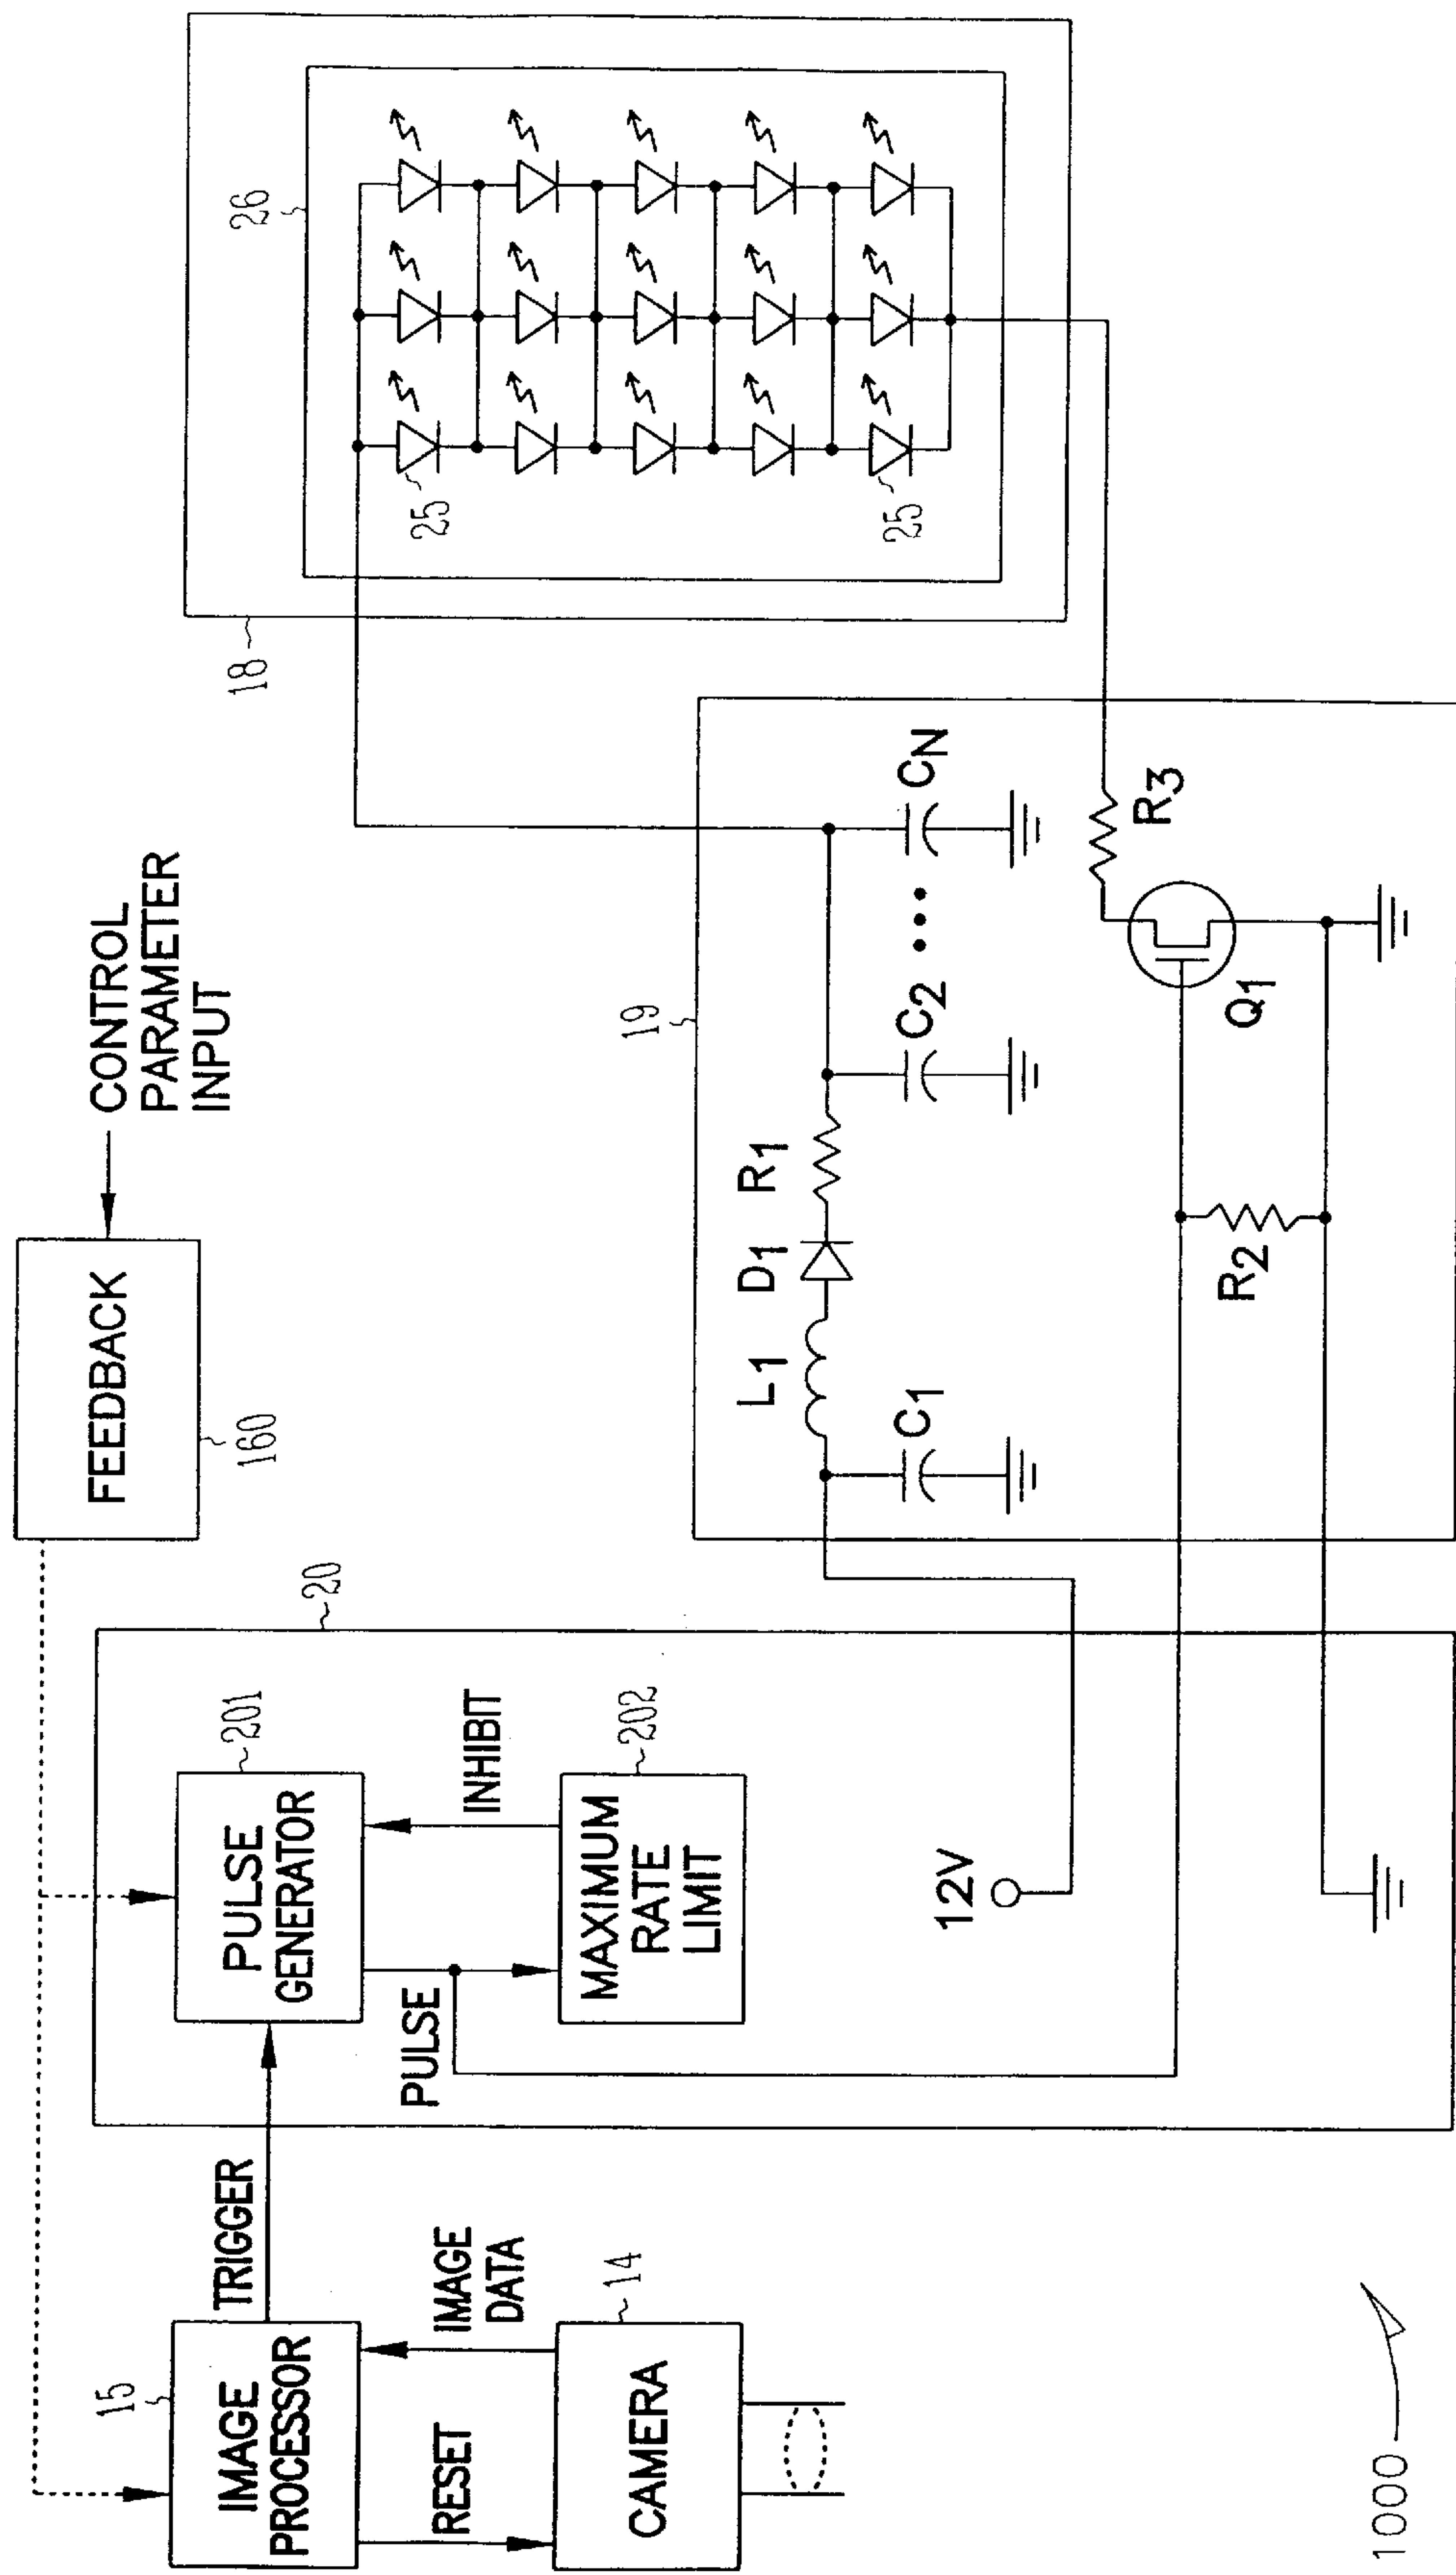 FEEDBACK
160
CONTROL
PARAMETER
INPUT
15
IMAGE
PROCESSOR
TRIGGER
RESET
IMAGE
DATA
CAMERA
14
20
PULSE
GENERATOR
201
PULSE
INHIBIT
MAXIMUM
RATE
LIMIT
202
12V
19
L1
D1
R1
C1
C2
CN
R2
Q1
R3
18
26
25
25
1000